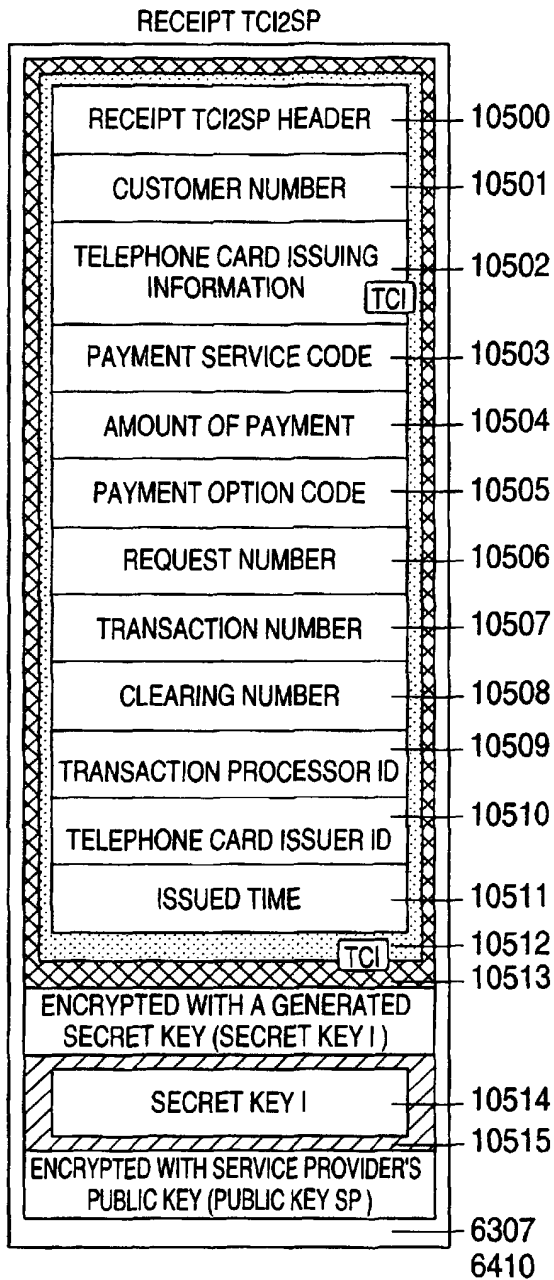 RECEIPT TCI2SP
RECEIPT TCI2SP HEADER 10500
CUSTOMER NUMBER 10501
TELEPHONE CARD ISSUING 10502
INFORMATION
TCI
PAYMENT SERVICE CODE 10503
AMOUNT OF PAYMENT 10504
PAYMENT OPTION CODE 10505
REQUEST NUMBER 10506
TRANSACTION NUMBER 10507
CLEARING NUMBER 10508
10509
TRANSACTION PROCESSOR ID
10510
TELEPHONE CARD ISSUER ID
ISSUED TIME 10511
TCI 10512
10513
ENCRYPTED WITH A GENERATED
SECRET KEY (SECRET KEY I)
SECRET KEY I 10514
10515
ENCRYPTED WITH SERVICE PROVIDER'S
PUBLIC KEY (PUBLIC KEY SP)
6307
6410